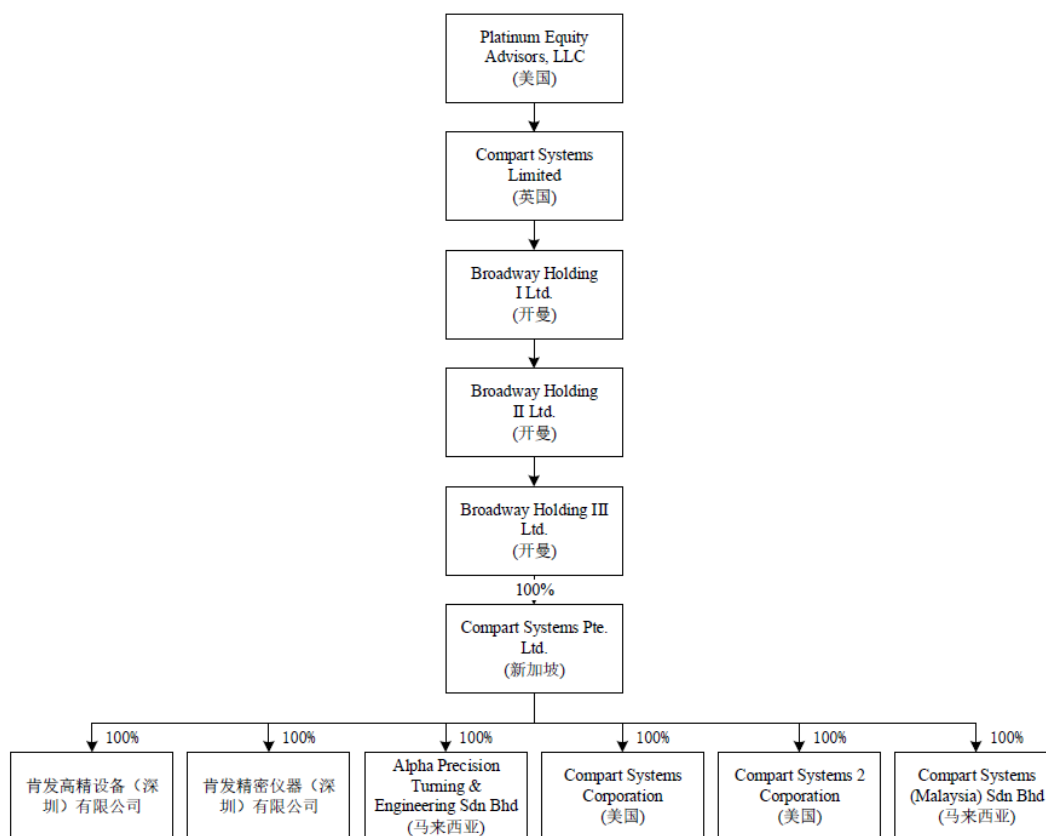 Platinum Equity
Advisors, LLC
(美国)
Compart Systems
Limited
(英国)
Broadway Holding
I Ltd.
(开曼)
Broadway Holding
II Ltd.
(开曼)
Broadway Holding III
Ltd.
(开曼)
100%
Compart Systems Pte.
Ltd.
(新加坡)
100%
100%
100%
100%
100%
100%
肯发高精设备（深
圳）有限公司
肯发精密仪器（深
圳）有限公司
Alpha Precision
Turning &
Engineering Sdn Bhd
(马来西亚)
Compart Systems
Corporation
(美国)
Compart Systems 2
Corporation
(美国)
Compart Systems
(Malaysia) Sdn Bhd
(马来西亚)